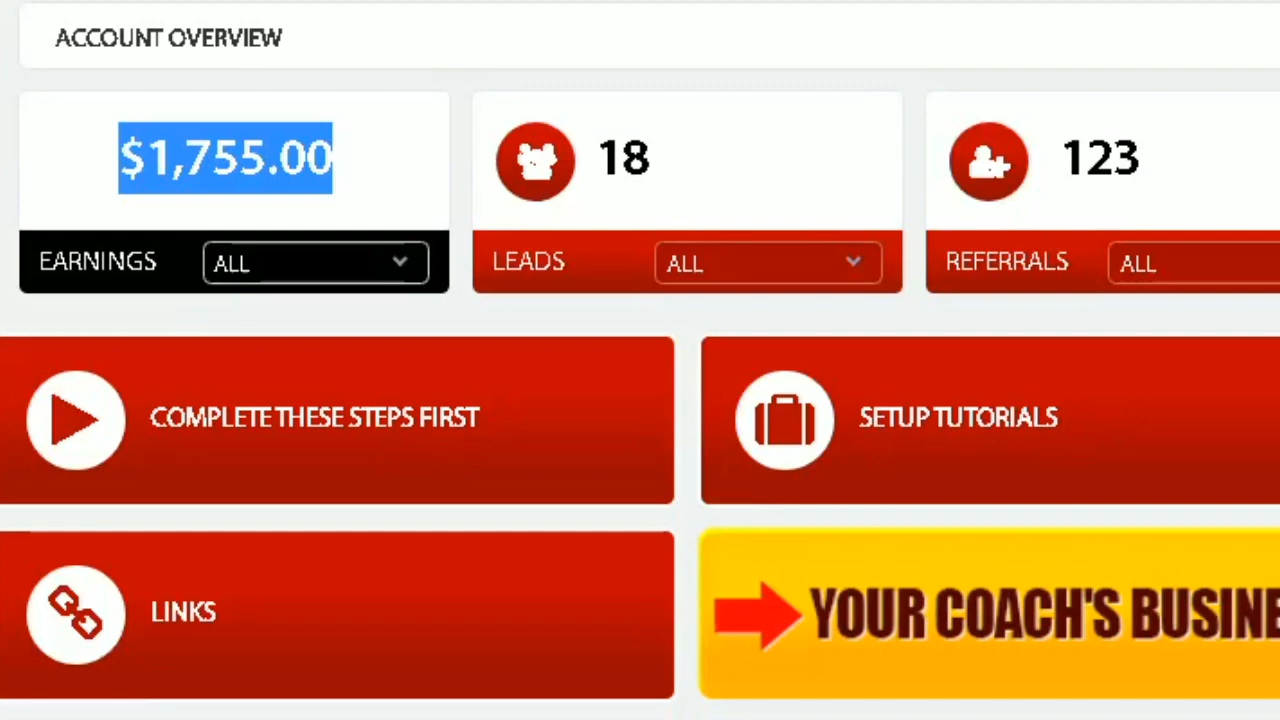 ACCOUNT OVERVIEW
$1,755.00
18
123
EARNINGS ALL
LEADS ALL
REFERRALS ALL
COMPLETE THESE STEPS FIRST
SETUP TUTORIALS
LINKS
YOUR COACH'S